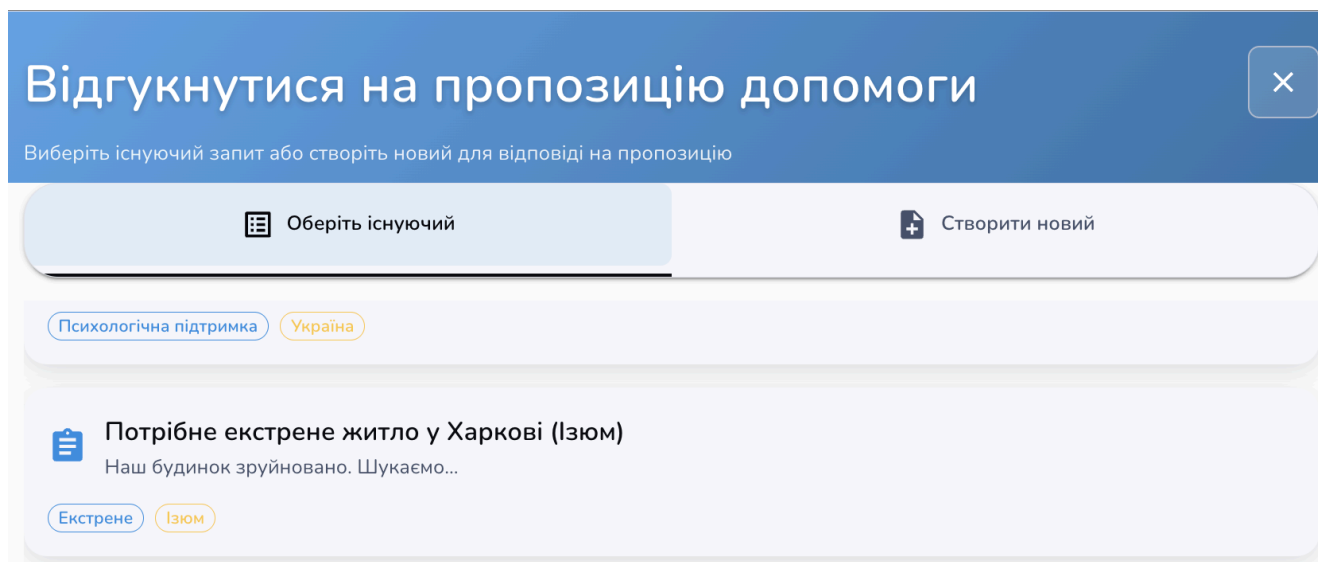 Відгукнутися на пропозицію допомоги
Виберіть існуючий запит або створіть новий для відповіді на пропозицію
Оберіть існуючий
Створити новий
Психологічна підтримка
Україна
Потрібне екстрене житло у Харкові (Ізюм)
Наш будинок зруйновано. Шукаємо...
Екстрене
Ізюм